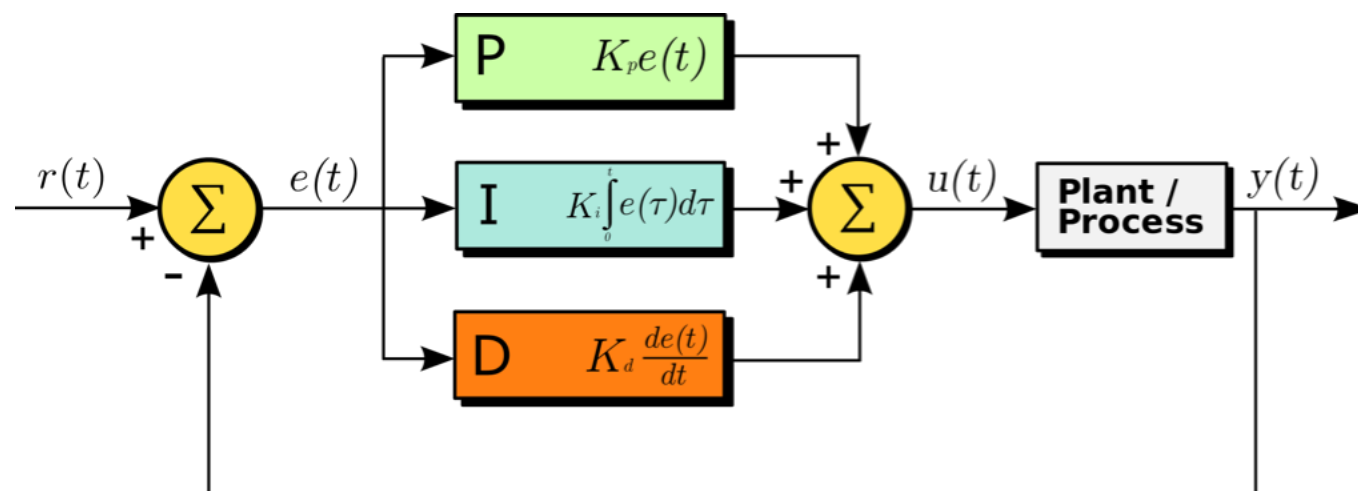 P K_p e(t)
r(t)
+
-
Σ
e(t)
I K_i ∫_0^t e(τ)dτ
D K_d de(t)/dt
+
+
+
Σ
u(t)
Plant /
Process
y(t)